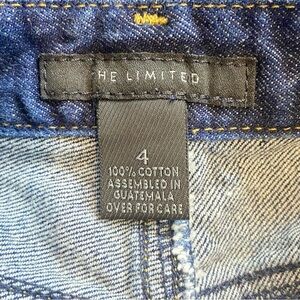 HE LIMITED
4
100% COTTON
ASSEMBLED IN
GUATEMALA
OVER FOR CARE